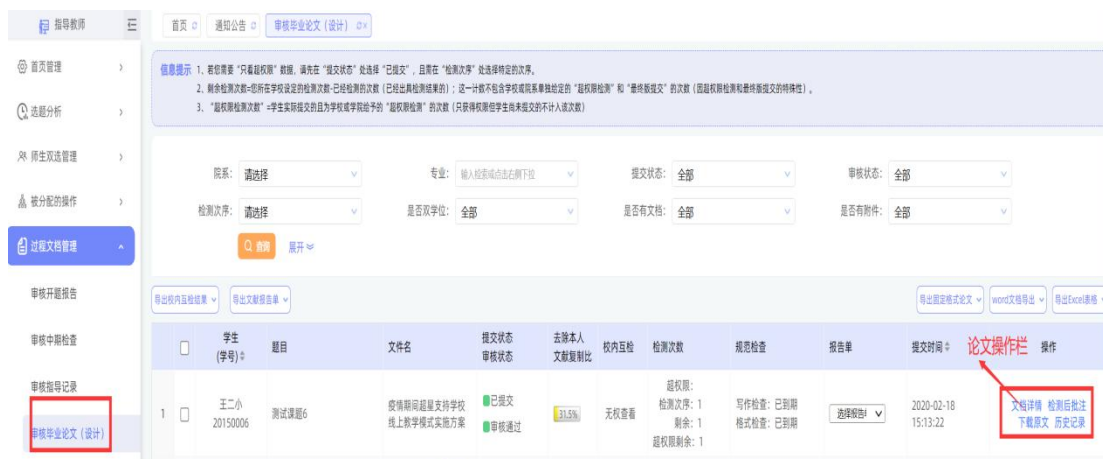 指导教师
首页
通知公告
审核毕业论文（设计）
首页管理
选题分析
师生双选管理
被分配的操作
过程文档管理
审核开题报告
审核中期检查
审核指导记录
审核毕业论文（设计）
信息提示 1、若您需要“只看超权限”数据，请先在“提交状态”处选择“已提交”，且需在“检测次序”处选择特定的次序。
2、剩余检测次数=您所在学校设定的检测次数-已经检测的次数（已经出具检测结果的）；这一计数不包含学校或院系单独给定的“超权限检测”和“最终版提交”的次数（因超权限检测和最终版提交的特殊性）。
3、“超权限检测次数”=学生实际提交的且为学校或学院给予的“超权限检测”的次数（只获得权限但学生尚未提交的不计入该次数）
院系： 请选择 专业： 输入检索或点击右侧下拉 提交状态： 全部 审核状态： 全部
检测次序： 请选择 是否双学位： 全部 是否有文档： 全部 是否有附件： 全部
查询 展开
导出校内互检结果 导出文献报告单 导出固定格式论文 word文档导出 导出Excel表格
论文操作栏
学生（学号） 题目 文件名 提交状态 审核状态 去除本人文献复制比 校内互检 检测次数 规范检查 报告单 提交时间 操作
1 王二小 20150006 测试课题6 疫情期间超星支持学校线上教学模式实施方案 已提交 审核通过 31.5% 无权查看 超权限： 检测次序：1 剩余：1 超权限剩余：1 写作检查：已到期 格式检查：已到期 选择报告 2020-02-18 15:13:22 文档详情 检测后批注 下载原文 历史记录